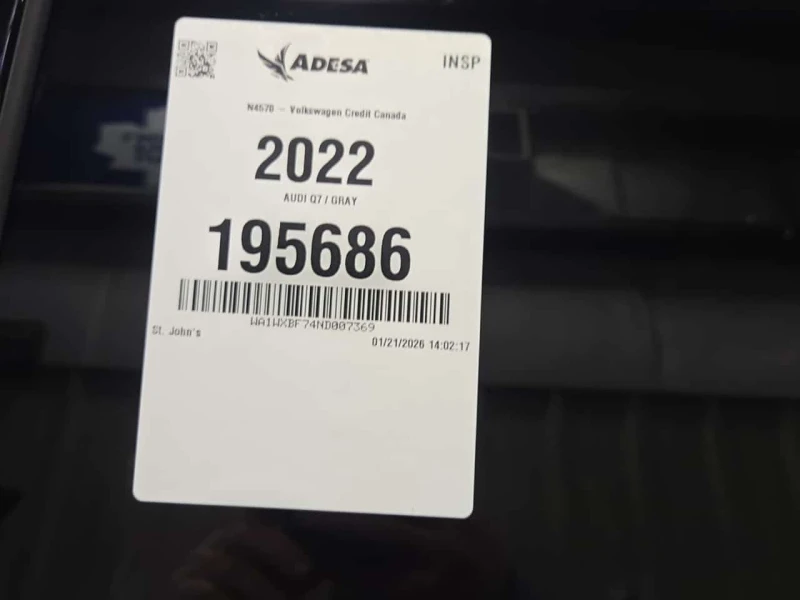 ADESA
INSP
N4570 — Volkswagen Credit Canada
2022
AUDI Q7 / GRAY
195686
WA1WXBF74ND007369
St. John's
01/21/2026 14:02:17